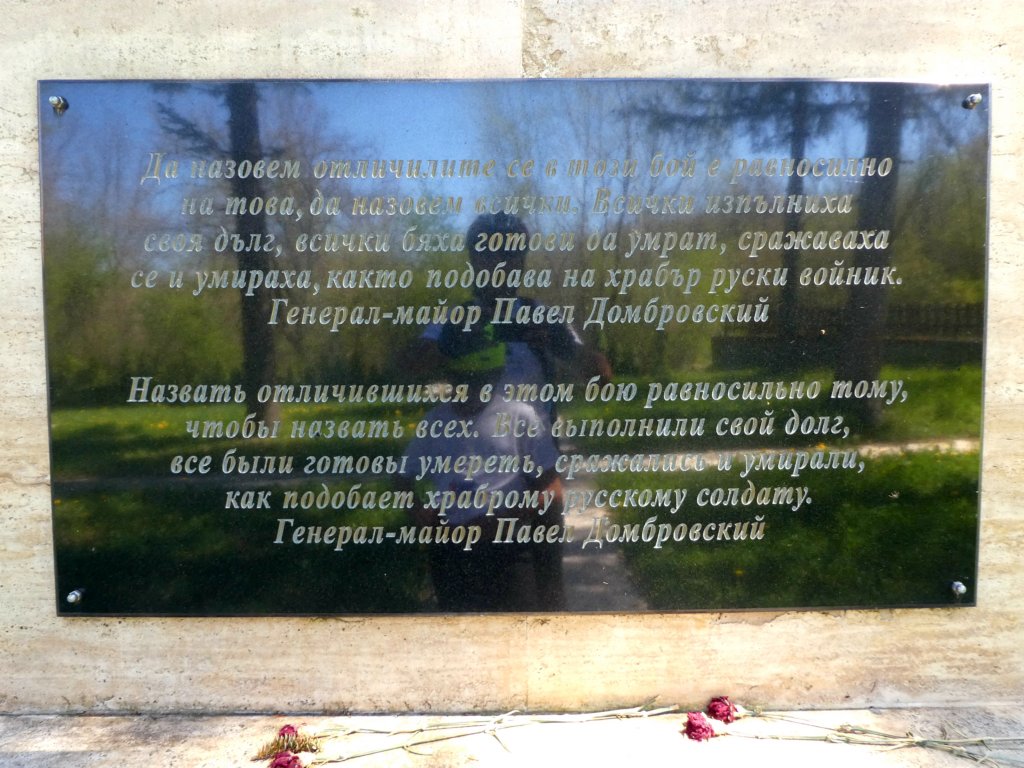 Да назовем отличилите се в този бой е равносилно
на това, да назовем всички. Всички изпълниха
своя дълг, всички бяха готови да умрат, сражаваха
се и умираха, както подобава на храбър руски войник.
Генерал-майор Павел Домбровский
Назвать отличившихся в этом бою равносильно тому,
чтобы назвать всех. Все выполнили свой долг,
все были готовы умереть, сражались и умирали,
как подобает храброму русскому солдату.
Генерал-майор Павел Домбровский